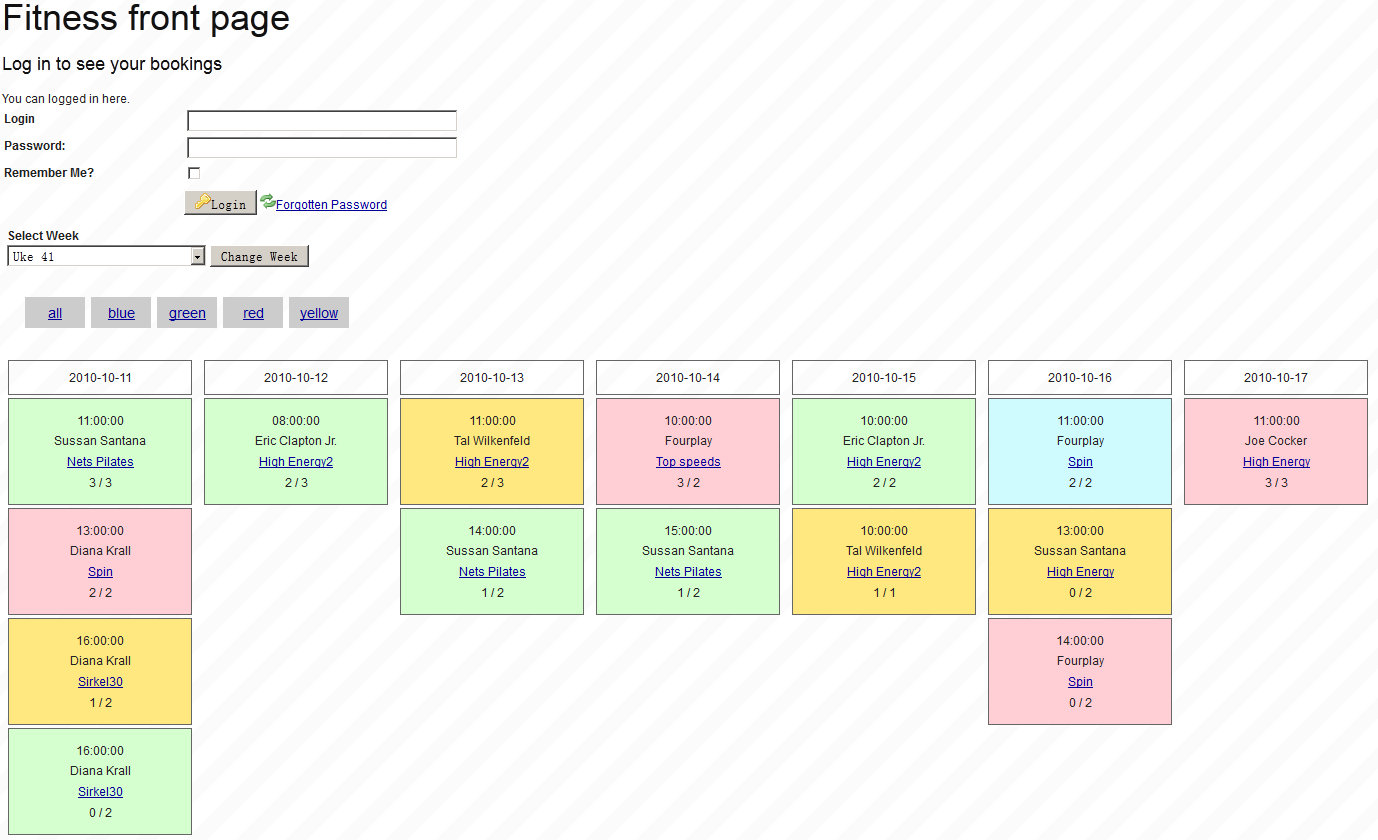 Fitness front page
Log in to see your bookings
You can logged in here.
Login
Password:
Remember Me?
Login Forgotten Password
Select Week
Uke 41 Change Week
all blue green red yellow
2010-10-11 2010-10-12 2010-10-13 2010-10-14 2010-10-15 2010-10-16 2010-10-17
11:00:00 08:00:00 11:00:00 10:00:00 10:00:00 11:00:00 11:00:00
Sussan Santana Eric Clapton Jr. Tal Wilkenfeld Fourplay Eric Clapton Jr. Fourplay Joe Cocker
Nets Pilates High Energy2 High Energy2 Top speeds High Energy2 Spin High Energy
3 / 3 2 / 3 2 / 3 3 / 2 2 / 2 2 / 2 3 / 3
13:00:00 14:00:00 15:00:00 10:00:00 13:00:00
Diana Krall Sussan Santana Sussan Santana Tal Wilkenfeld Sussan Santana
Spin Nets Pilates Nets Pilates High Energy2 High Energy
2 / 2 1 / 2 1 / 2 1 / 1 0 / 2
16:00:00 14:00:00
Diana Krall Fourplay
Sirkel30 Spin
1 / 2 0 / 2
16:00:00
Diana Krall
Sirkel30
0 / 2